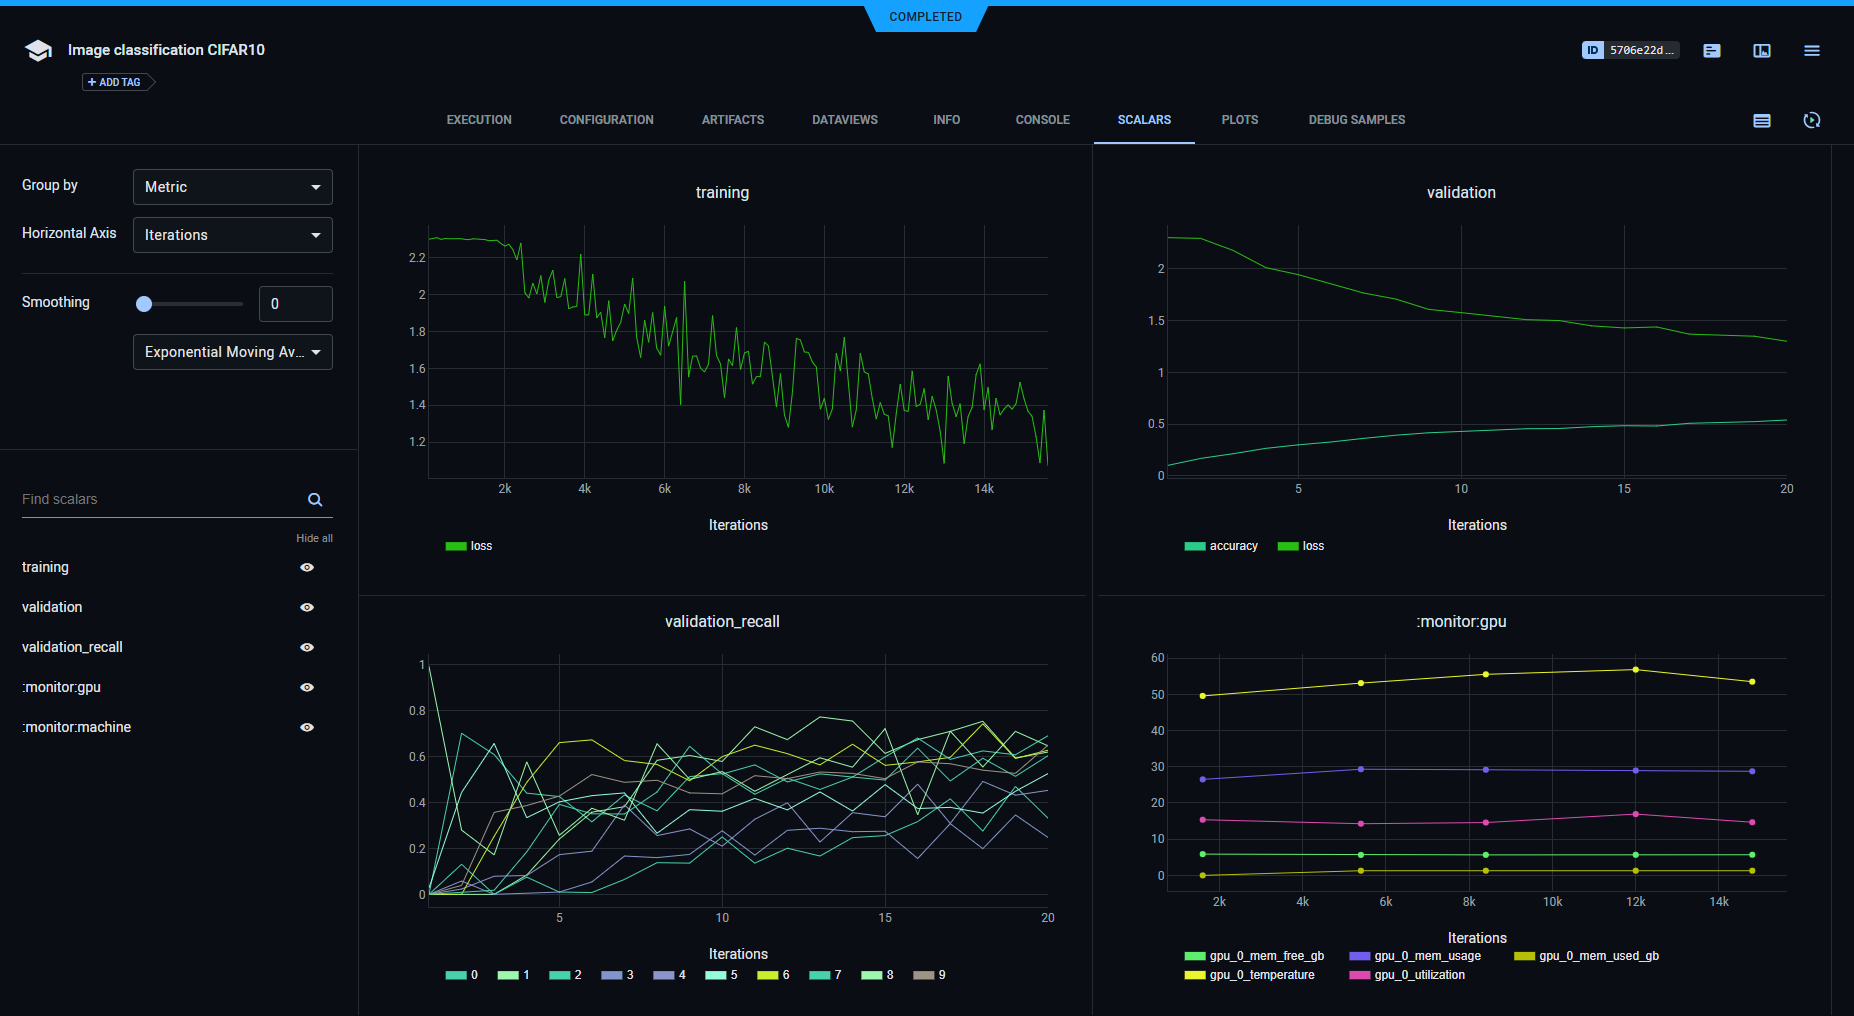 COMPLETED
Image classification CIFAR10
ID 5706e22d ...
+ ADD TAG
EXECUTION CONFIGURATION ARTIFACTS DATAVIEWS INFO CONSOLE SCALARS PLOTS DEBUG SAMPLES
Group by Metric
Horizontal Axis Iterations
Smoothing 0
Exponential Moving Av...
Find scalars
Hide all
training
validation
validation_recall
:monitor:gpu
:monitor:machine
training
2.2
2
1.8
1.6
1.4
1.2
2k 4k 6k 8k 10k 12k 14k
Iterations
loss
validation
2
1.5
1
0.5
0
5 10 15 20
Iterations
accuracy loss
validation_recall
1
0.8
0.6
0.4
0.2
0
5 10 15 20
Iterations
0 1 2 3 4 5 6 7 8 9
:monitor:gpu
60
50
40
30
20
10
0
2k 4k 6k 8k 10k 12k 14k
Iterations
gpu_0_mem_free_gb gpu_0_mem_usage gpu_0_mem_used_gb
gpu_0_temperature gpu_0_utilization